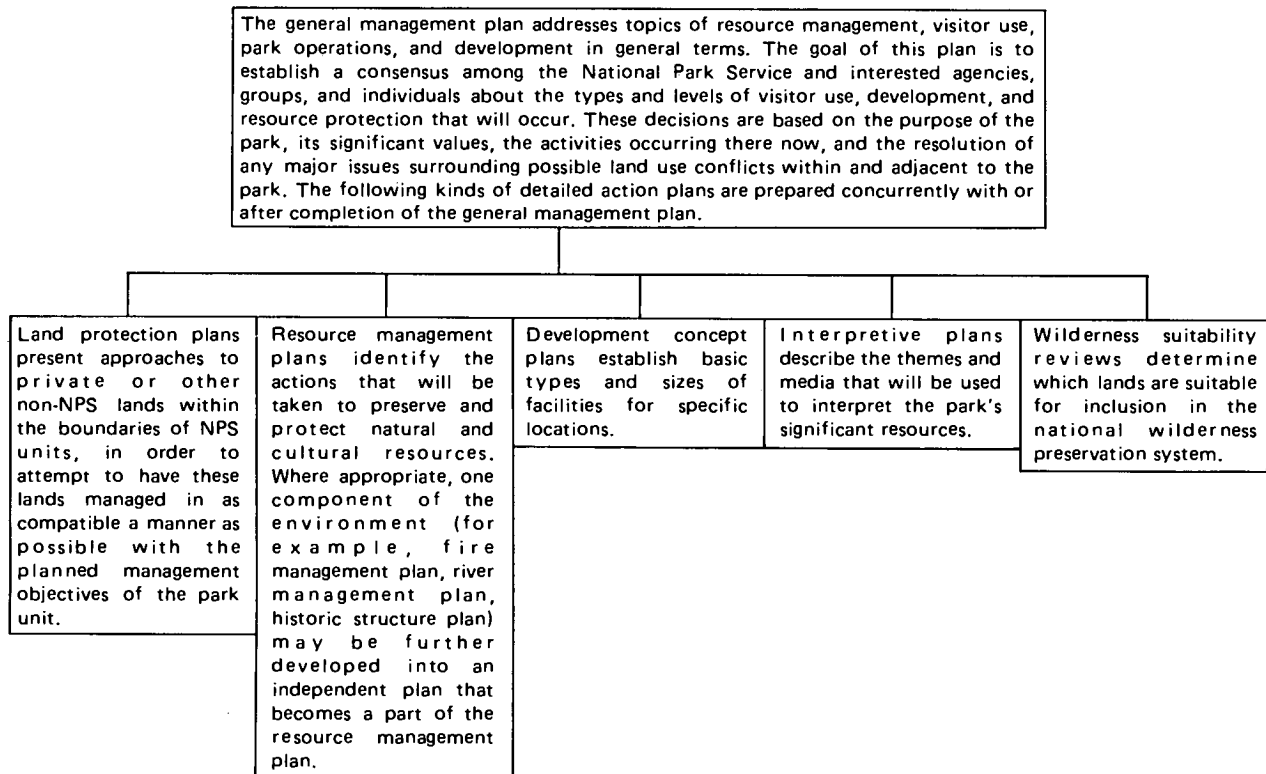 The general management plan addresses topics of resource management, visitor use,
park operations, and development in general terms. The goal of this plan is to
establish a consensus among the National Park Service and interested agencies,
groups, and individuals about the types and levels of visitor use, development, and
resource protection that will occur. These decisions are based on the purpose of the
park, its significant values, the activities occurring there now, and the resolution of
any major issues surrounding possible land use conflicts within and adjacent to the
park. The following kinds of detailed action plans are prepared concurrently with or
after completion of the general management plan.
Land protection plans
present approaches to
private or other
non-NPS lands within
the boundaries of NPS
units, in order to
attempt to have these
lands managed in as
compatible a manner as
possible with the
planned management
objectives of the park
unit.
Resource management
plans identify the
actions that will be
taken to preserve and
protect natural and
cultural resources.
Where appropriate, one
component of the
environment (for
example, fire
management plan, river
management plan,
historic structure plan)
may be further
developed into an
independent plan that
becomes a part of the
resource management
plan.
Development concept
plans establish basic
types and sizes of
facilities for specific
locations.
Interpretive plans
describe the themes and
media that will be used
to interpret the park's
significant resources.
Wilderness suitability
reviews determine
which lands are suitable
for inclusion in the
national wilderness
preservation system.